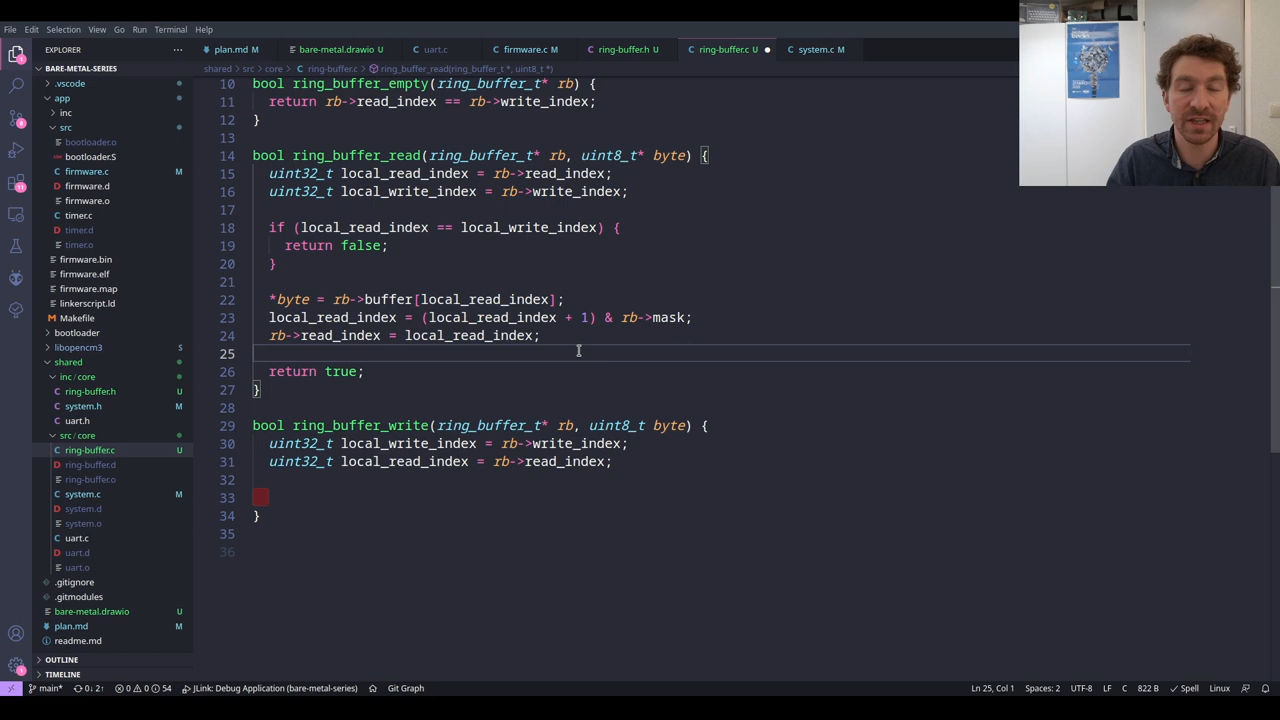 File Edit Selection View Go Run Terminal Help
EXPLORER ···
plan.md M
bare-metal.drawio U
uart.c
firmware.c M
ring-buffer.h U
ring-buffer.c ●
system.c M
BARE-METAL-SERIES
shared > src > core > C ring-buffer.c > ring_buffer_read(ring_buffer_t *, uint8_t *)
.vscode
app
inc
src
bootloader.o
bootloader.S
firmware.c M
firmware.d
firmware.o
timer.c
timer.d
timer.o
firmware.bin
firmware.elf
firmware.map
linkerscript.ld
Makefile
bootloader
libopencm3 S
shared
inc / core
ring-buffer.h U
system.h M
uart.h
src / core
ring-buffer.c U
ring-buffer.d
ring-buffer.o
system.c M
system.d
system.o
uart.c
uart.d
uart.o
.gitignore
.gitmodules
bare-metal.drawio U
plan.md M
readme.md
OUTLINE
TIMELINE
10 bool ring_buffer_empty(ring_buffer_t* rb) {
11 return rb->read_index == rb->write_index;
12 }
13
14 bool ring_buffer_read(ring_buffer_t* rb, uint8_t* byte) {
15 uint32_t local_read_index = rb->read_index;
16 uint32_t local_write_index = rb->write_index;
17
18 if (local_read_index == local_write_index) {
19 return false;
20 }
21
22 *byte = rb->buffer[local_read_index];
23 local_read_index = (local_read_index + 1) & rb->mask;
24 rb->read_index = local_read_index;
25
26 return true;
27 }
28
29 bool ring_buffer_write(ring_buffer_t* rb, uint8_t byte) {
30 uint32_t local_write_index = rb->write_index;
31 uint32_t local_read_index = rb->read_index;
32
33
34 }
35
36
main* 0↓ 2↑ 0 0 54 JLink: Debug Application (bare-metal-series) Git Graph Ln 25, Col 1 Spaces: 2 UTF-8 LF C 822 B Spell Linux